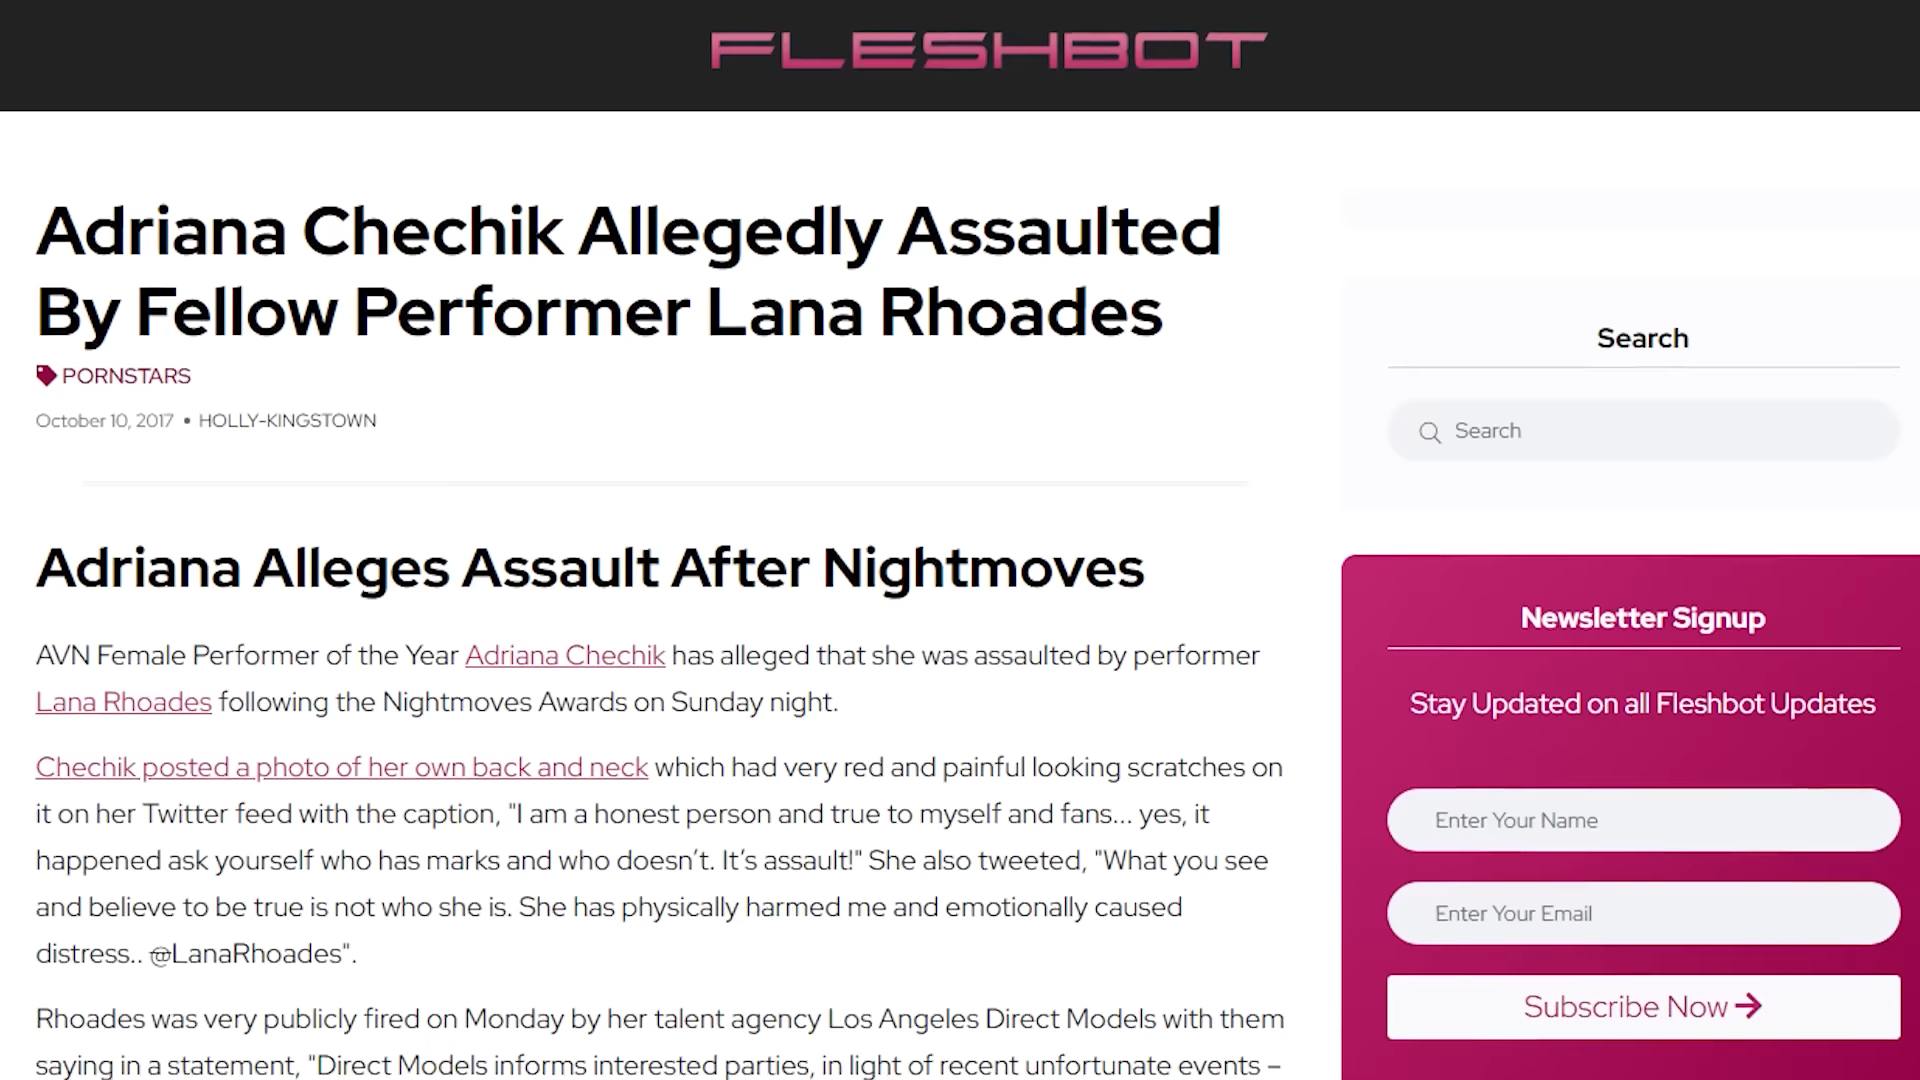 FLESHBOT
Adriana Chechik Allegedly Assaulted
By Fellow Performer Lana Rhoades
PORNSTARS
October 10, 2017 • HOLLY-KINGSTOWN
Adriana Alleges Assault After Nightmoves
AVN Female Performer of the Year Adriana Chechik has alleged that she was assaulted by performer
Lana Rhoades following the Nightmoves Awards on Sunday night.
Chechik posted a photo of her own back and neck which had very red and painful looking scratches on
it on her Twitter feed with the caption, "I am a honest person and true to myself and fans... yes, it
happened ask yourself who has marks and who doesn’t. It’s assault!" She also tweeted, "What you see
and believe to be true is not who she is. She has physically harmed me and emotionally caused
distress.. @LanaRhoades".
Rhoades was very publicly fired on Monday by her talent agency Los Angeles Direct Models with them
saying in a statement, "Direct Models informs interested parties, in light of recent unfortunate events –
Search
Search
Newsletter Signup
Stay Updated on all Fleshbot Updates
Enter Your Name
Enter Your Email
Subscribe Now